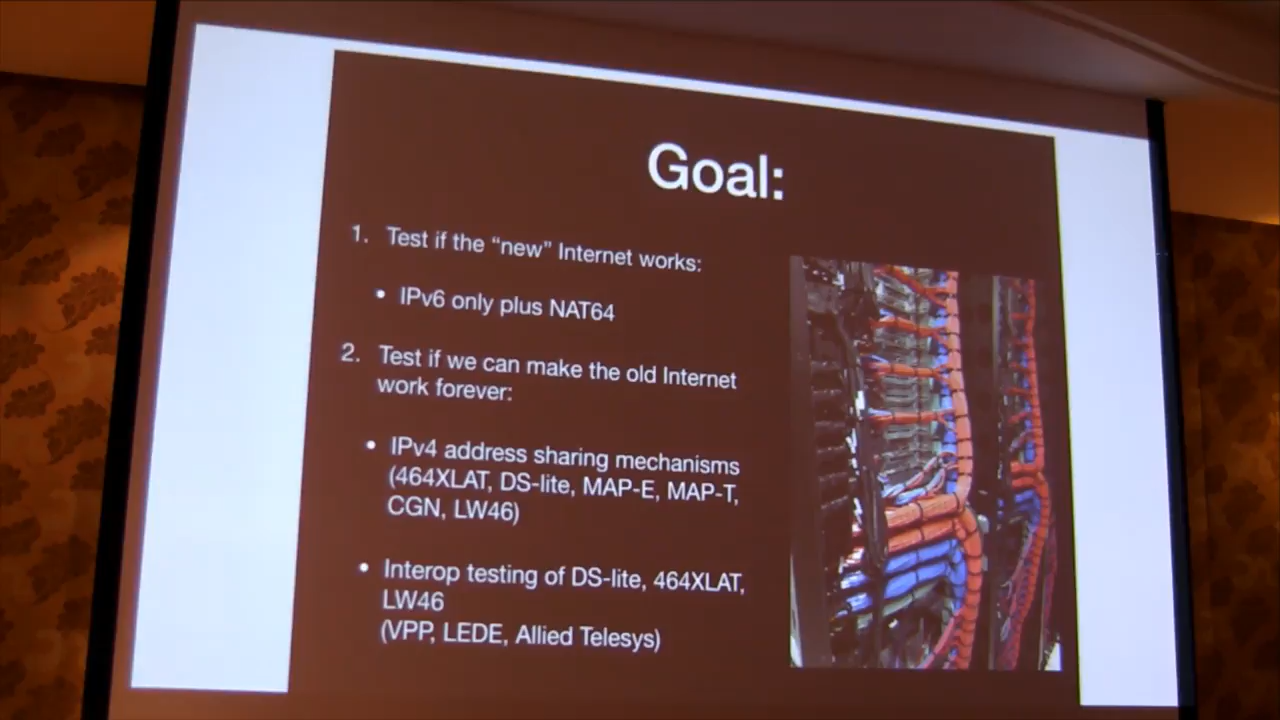 Goal:
1. Test if the “new” Internet works:
• IPv6 only plus NAT64
2. Test if we can make the old Internet
work forever:
• IPv4 address sharing mechanisms
(464XLAT, DS-lite, MAP-E, MAP-T,
CGN, LW46)
• Interop testing of DS-lite, 464XLAT,
LW46
(VPP, LEDE, Allied Telesys)